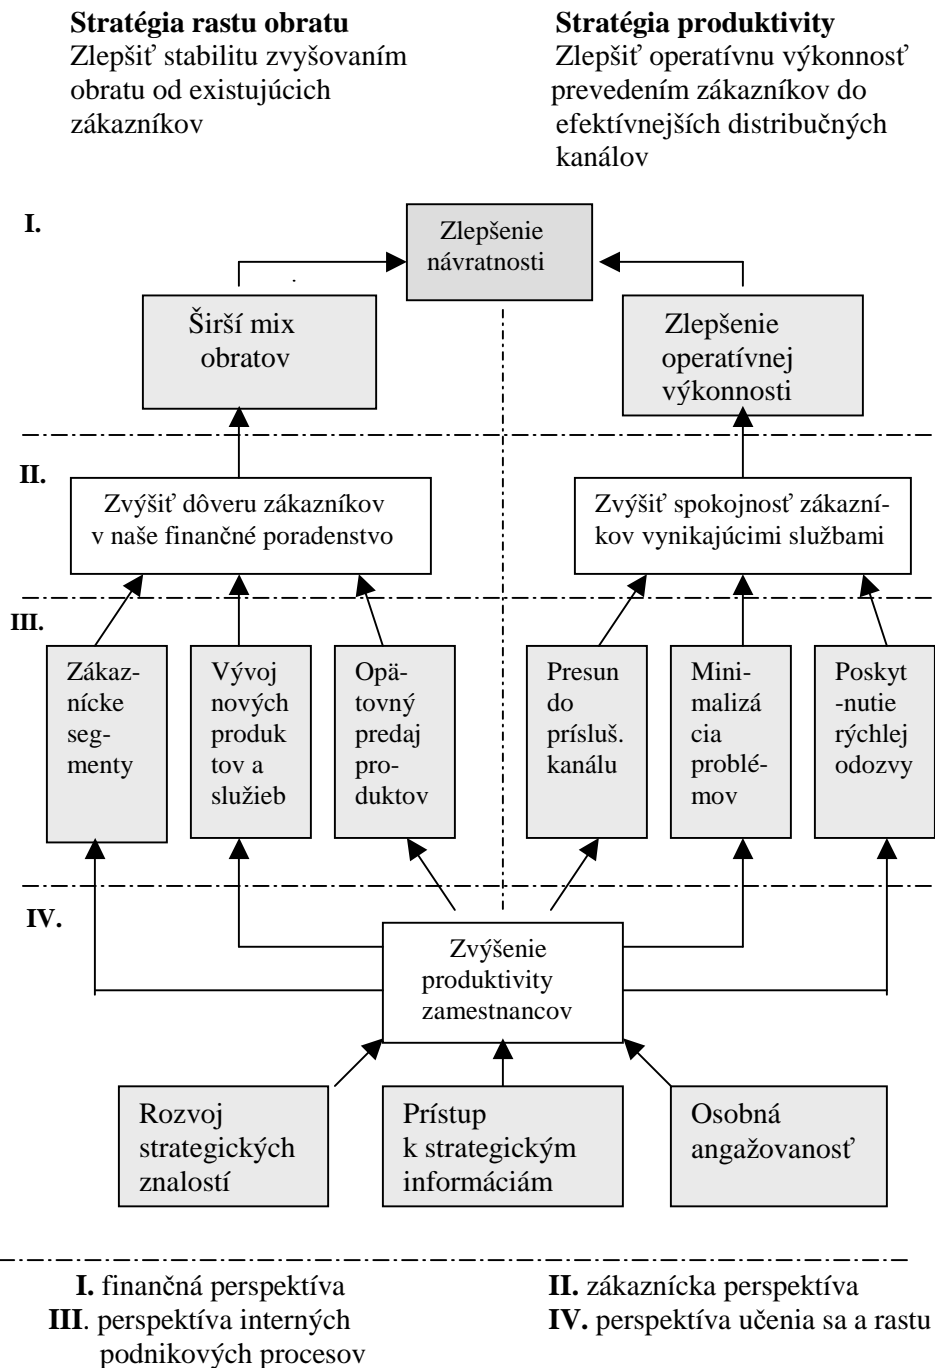 Stratégia rastu obratu
Zlepšiť stabilitu zvyšovaním
obratu od existujúcich
zákazníkov
Stratégia produktivity
Zlepšiť operatívnu výkonnosť
prevedením zákazníkov do
efektívnejších distribučných
kanálov
I.
Zlepšenie
návratnosti
Širší mix
obratov
Zlepšenie
operatívnej
výkonnosti
II.
Zvýšiť dôveru zákazníkov
v naše finančné poradenstvo
Zvýšiť spokojnosť zákazní-
kov vynikajúcimi službami
III.
Zákaz-
nícke
seg-
menty
Vývoj
nových
produk
tov a
služieb
Opä-
tovný
predaj
pro-
duktov
Presun
do
prísluš.
kanálu
Mini-
malizá
cia
problé-
mov
Poskyt
-nutie
rýchlej
odozvy
IV.
Zvýšenie
produktivity
zamestnancov
Rozvoj
strategických
znalostí
Prístup
k strategickým
informáciám
Osobná
angažovanosť
I. finančná perspektíva
II. zákaznícka perspektíva
III. perspektíva interných
podnikových procesov
IV. perspektíva učenia sa a rastu